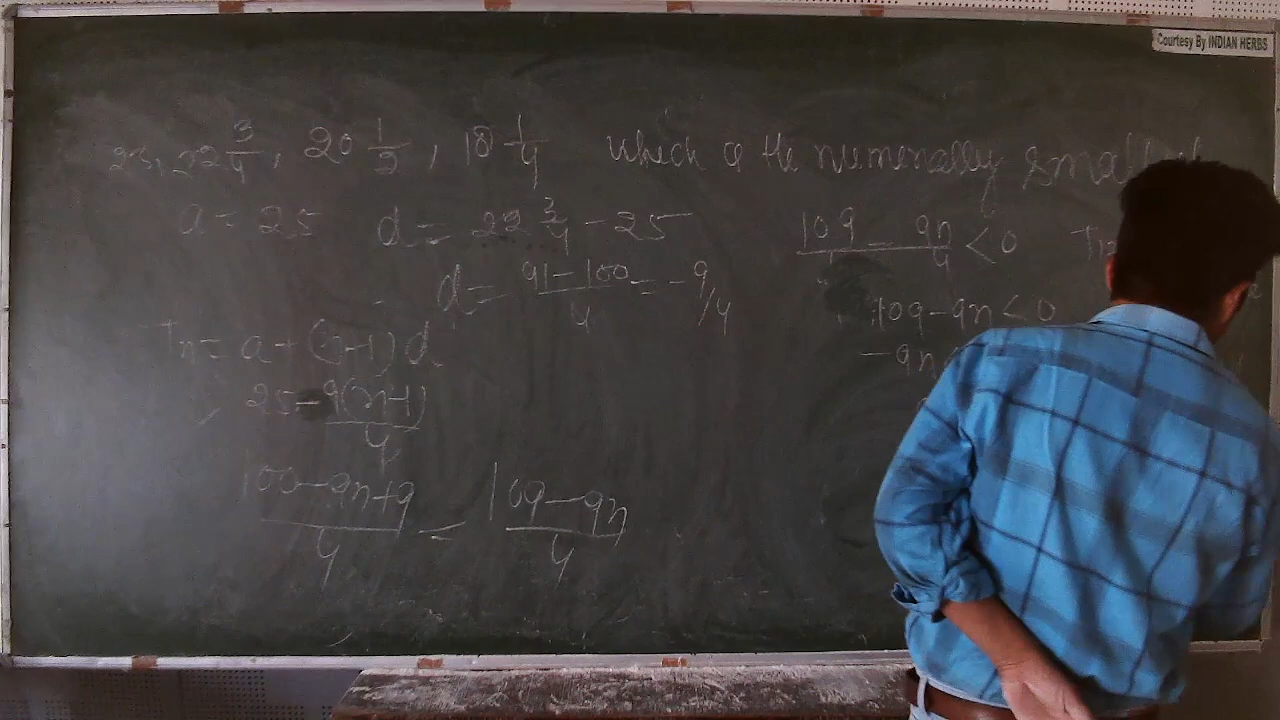 Courtesy By INDIAN HERBS
25, 22 3/4, 20 1/2, 18 1/4 which is the numerically
a = 25 d = 22 3/4 - 25
d = 91 - 100 / 4 = -9/4
Tn = a + (n-1) d
25 - 9(n-1) / 4
100 - 9n + 9 / 4 = 109 - 9n / 4
109 - 9n / 4 < 0
109 - 9n < 0
- 9n